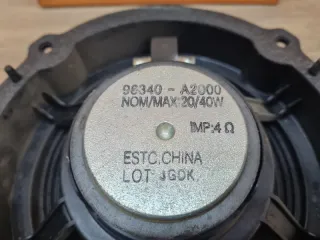 96340 - A2000
NOM/MAX:20/40W
IMP:4 Ω
ESTC.CHINA
LOT JGDK